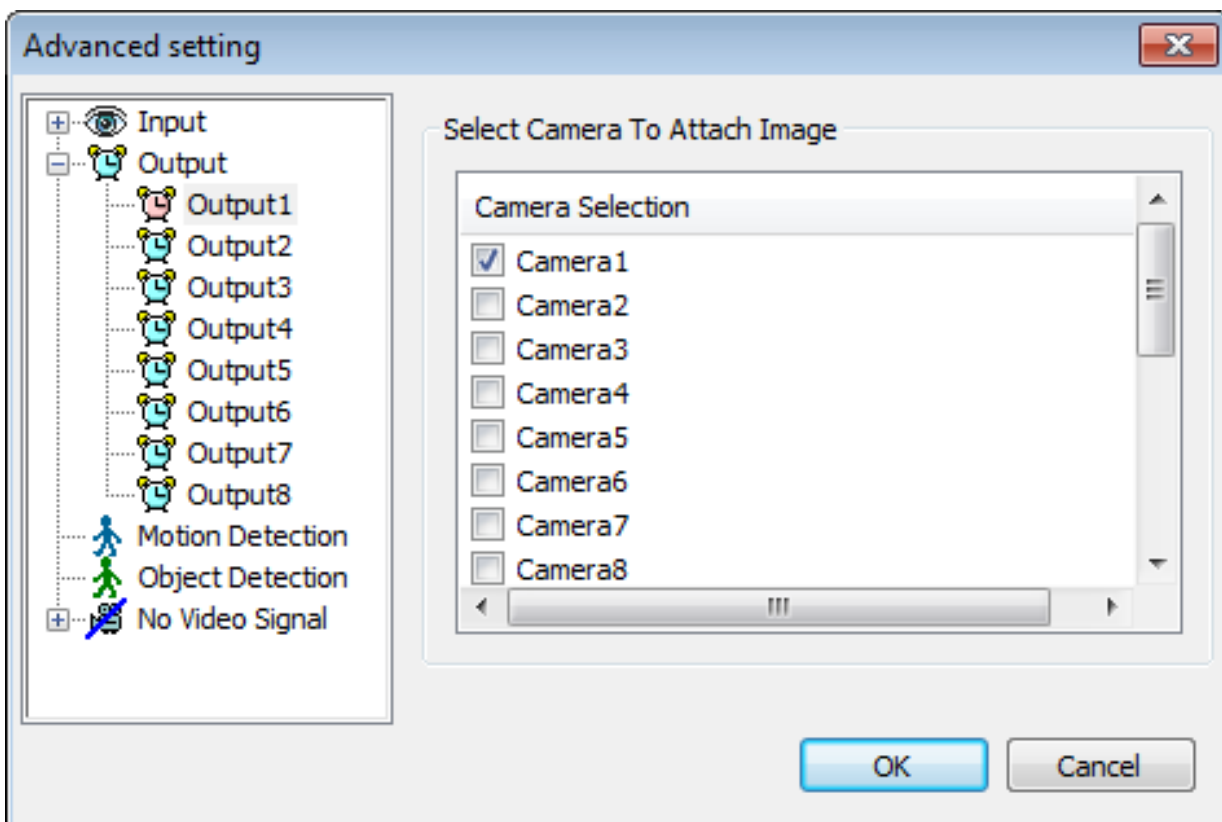 Advanced setting
Input
Output
Output1
Output2
Output3
Output4
Output5
Output6
Output7
Output8
Motion Detection
Object Detection
No Video Signal
Select Camera To Attach Image
Camera Selection
Camera1
Camera2
Camera3
Camera4
Camera5
Camera6
Camera7
Camera8
OK
Cancel